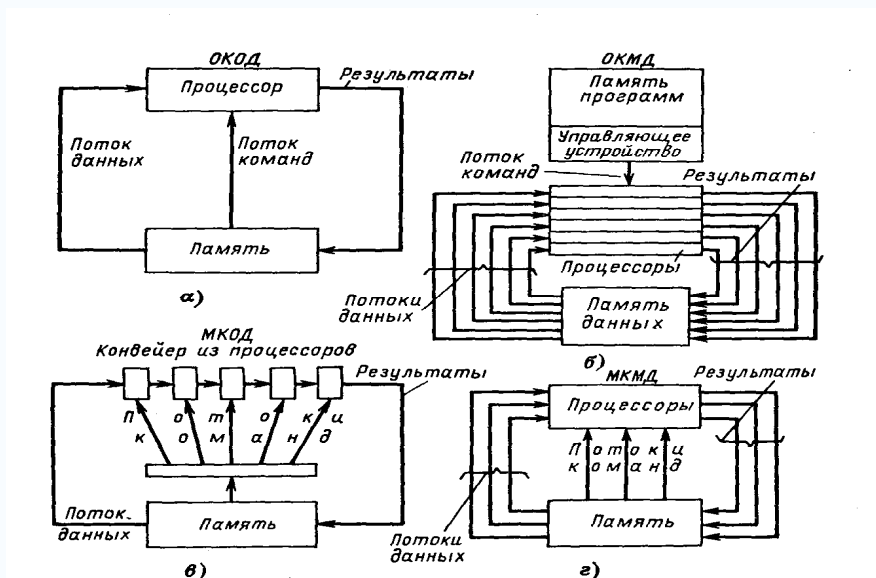 ОКОД
Процессор
Результаты
Поток
данных
Поток
команд
Память
а)
ОКМД
Память
программ
Управляющее
устройство
Поток
команд
Результаты
Процессоры
Потоки
данных
Память
данных
б)
МКОД
Конвейер из процессоров
Результаты
П о т о к и
к о м а н д
Поток
данных
Память
в)
МКМД
Результаты
Процессоры
П о т о к и
к о м а н д
Память
Потоки
данных
г)